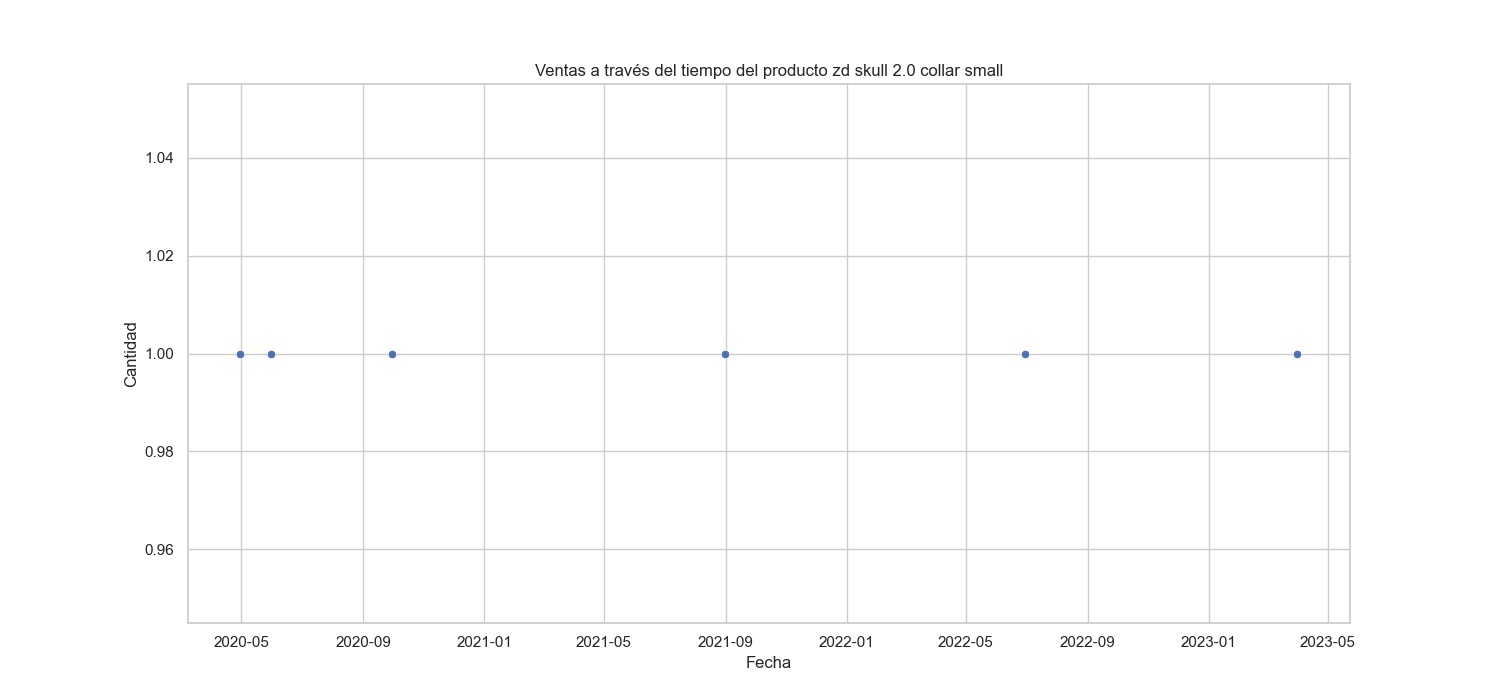 Ventas a través del tiempo del producto zd skull 2.0 collar small
1.04
1.02
1.00
0.98
0.96
Cantidad
2020-05 2020-09 2021-01 2021-05 2021-09 2022-01 2022-05 2022-09 2023-01 2023-05
Fecha